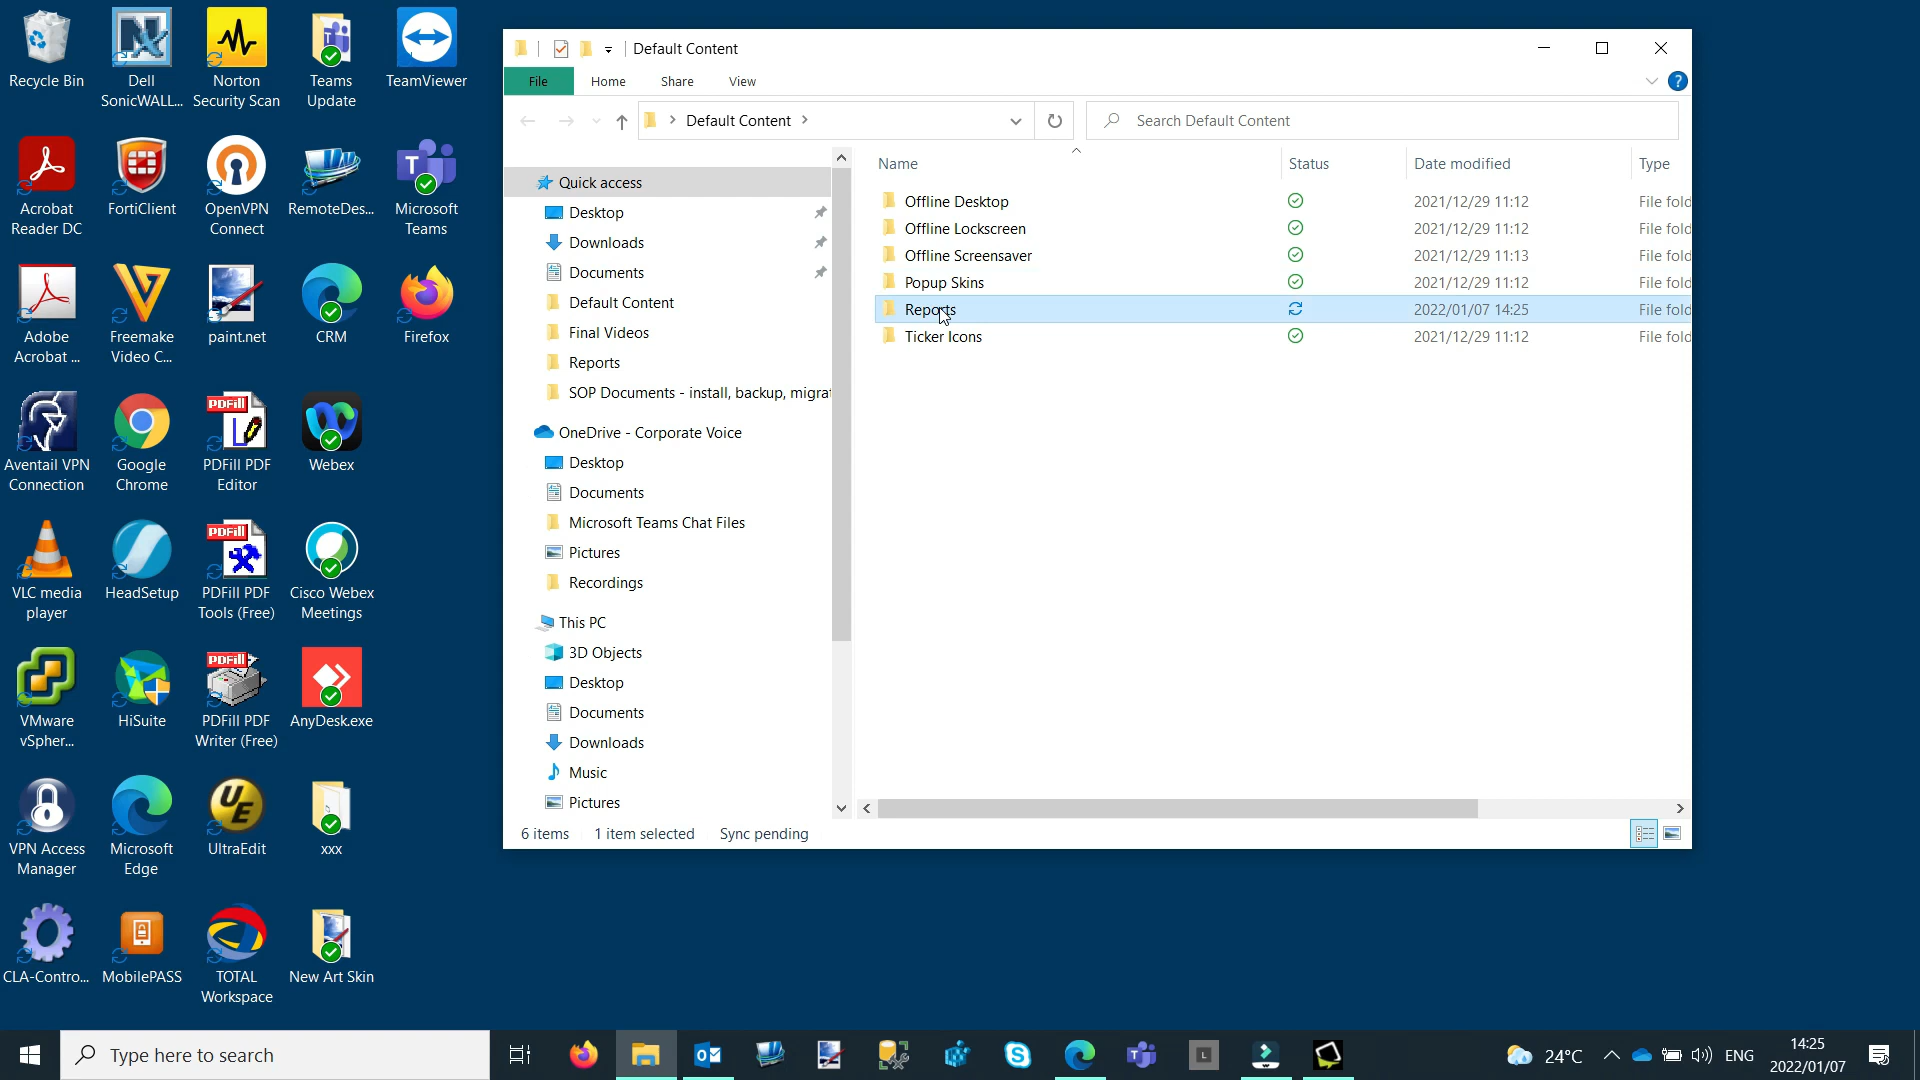 Recycle Bin
Dell
SonicWALL...
Norton
Security Scan
Teams
Update
TeamViewer
Acrobat
Reader DC
FortiClient
OpenVPN
Connect
RemoteDes...
Microsoft
Teams
Adobe
Acrobat ...
Freemake
Video C...
paint.net
CRM
Firefox
Aventail VPN
Connection
Google
Chrome
PDFill
PDFill PDF
Editor
Webex
VLC media
player
HeadSetup
PDFill
PDFill PDF
Tools (Free)
Cisco Webex
Meetings
VMware
vSpher...
HiSuite
PDFill
PDFill PDF
Writer (Free)
AnyDesk.exe
VPN Access
Manager
Microsoft
Edge
UE
UltraEdit
xxx
CLA-Contro...
MobilePASS
TOTAL
Workspace
New Art Skin
Default Content
File Home Share View
Default Content
Search Default Content
Quick access
Desktop
Downloads
Documents
Default Content
Final Videos
Reports
SOP Documents - install, backup, migrat
OneDrive - Corporate Voice
Desktop
Documents
Microsoft Teams Chat Files
Pictures
Recordings
This PC
3D Objects
Desktop
Documents
Downloads
Music
Pictures
Name Status Date modified Type
Offline Desktop 2021/12/29 11:12 File fold
Offline Lockscreen 2021/12/29 11:12 File fold
Offline Screensaver 2021/12/29 11:13 File fold
Popup Skins 2021/12/29 11:12 File fold
Reports 2022/01/07 14:25 File fold
Ticker Icons 2021/12/29 11:12 File fold
6 items 1 item selected Sync pending
Type here to search
L
24°C
ENG
14:25
2022/01/07